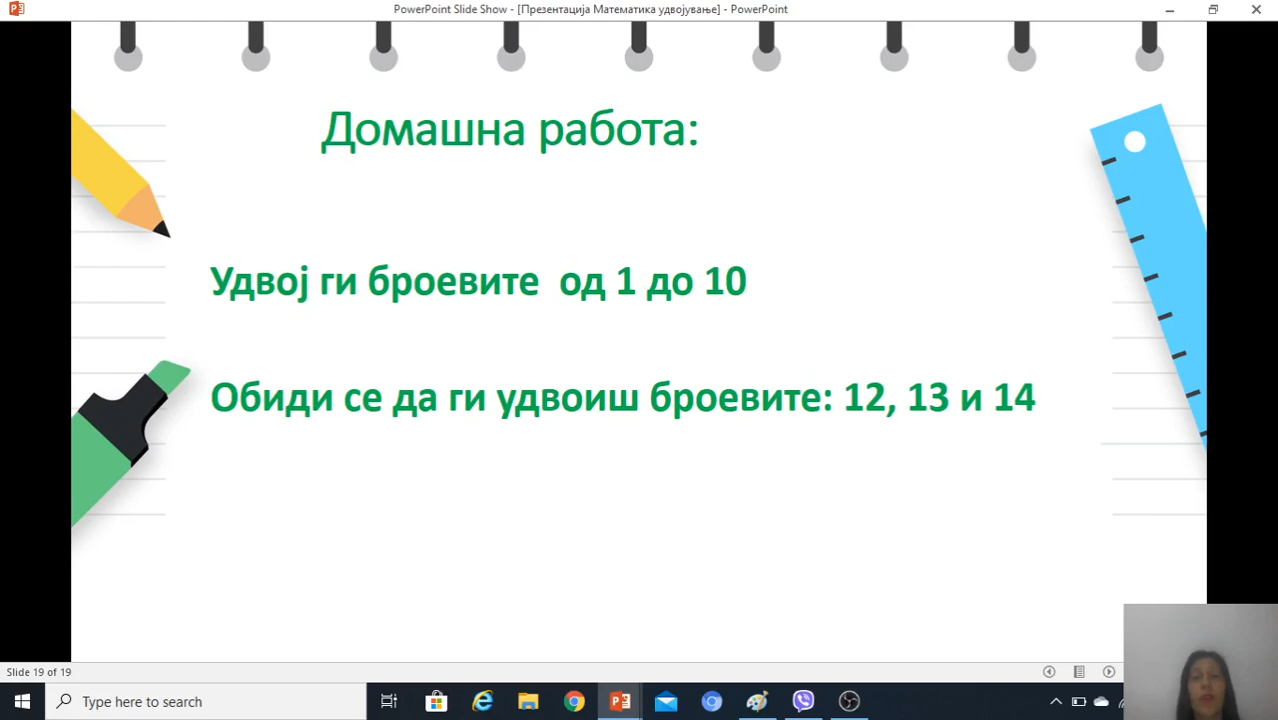 PowerPoint Slide Show - [Презентација Математика удвојување] - PowerPoint
Домашна работа:
Удвој ги броевите од 1 до 10
Обиди се да ги удвоиш броевите: 12, 13 и 14
Slide 19 of 19
Type here to search